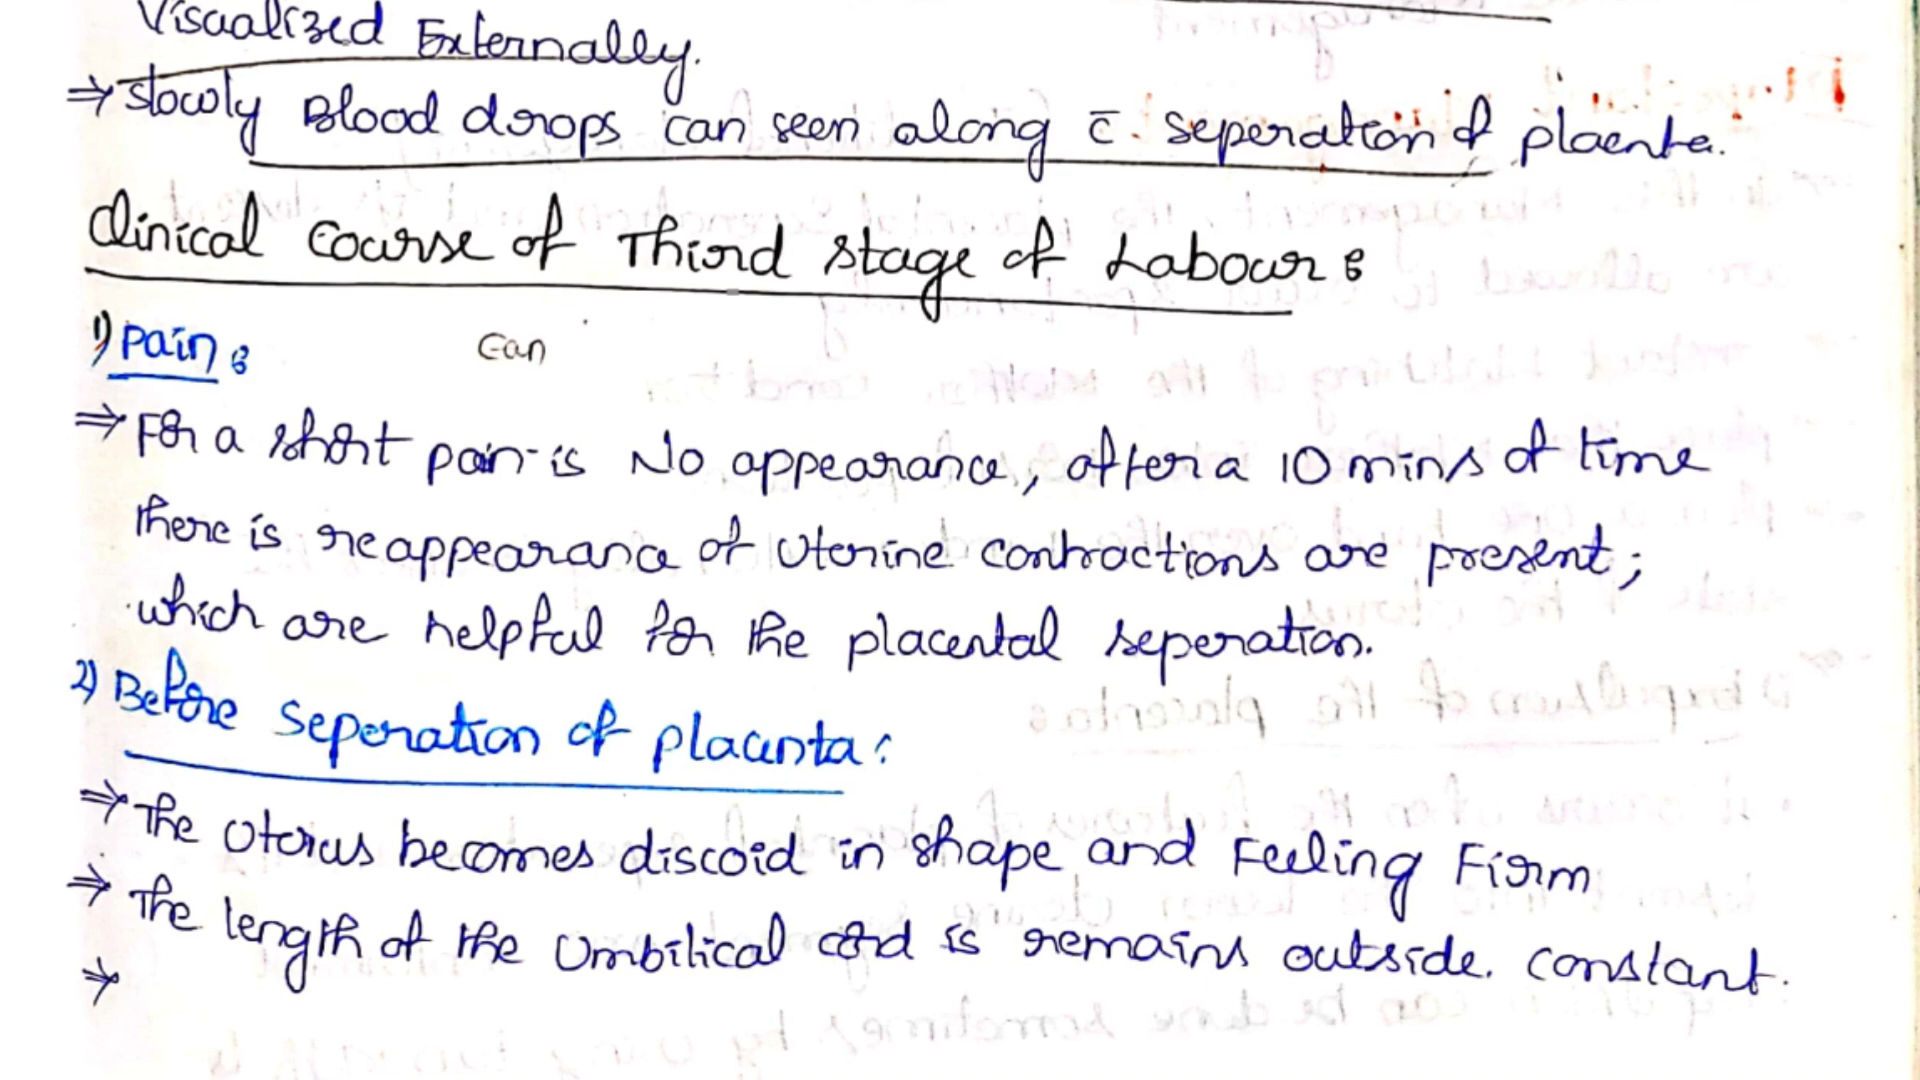 Visualized Externally.
⇒ Slowly Blood drops can seen along c̄. seperation of placenta.
Clinical Course of Third Stage of Labour :
1) Pain :
Can
⇒ For a short pain is No appearance, after a 10 mins of time
there is reappearance of uterine contractions are present;
which are helpful for the placental seperation.
2) Before Seperation of placenta :
⇒ The Uterus becomes discoid in shape and Feeling Firm
⇒ The length of the Umbilical cord is remains outside. constant.
⇒